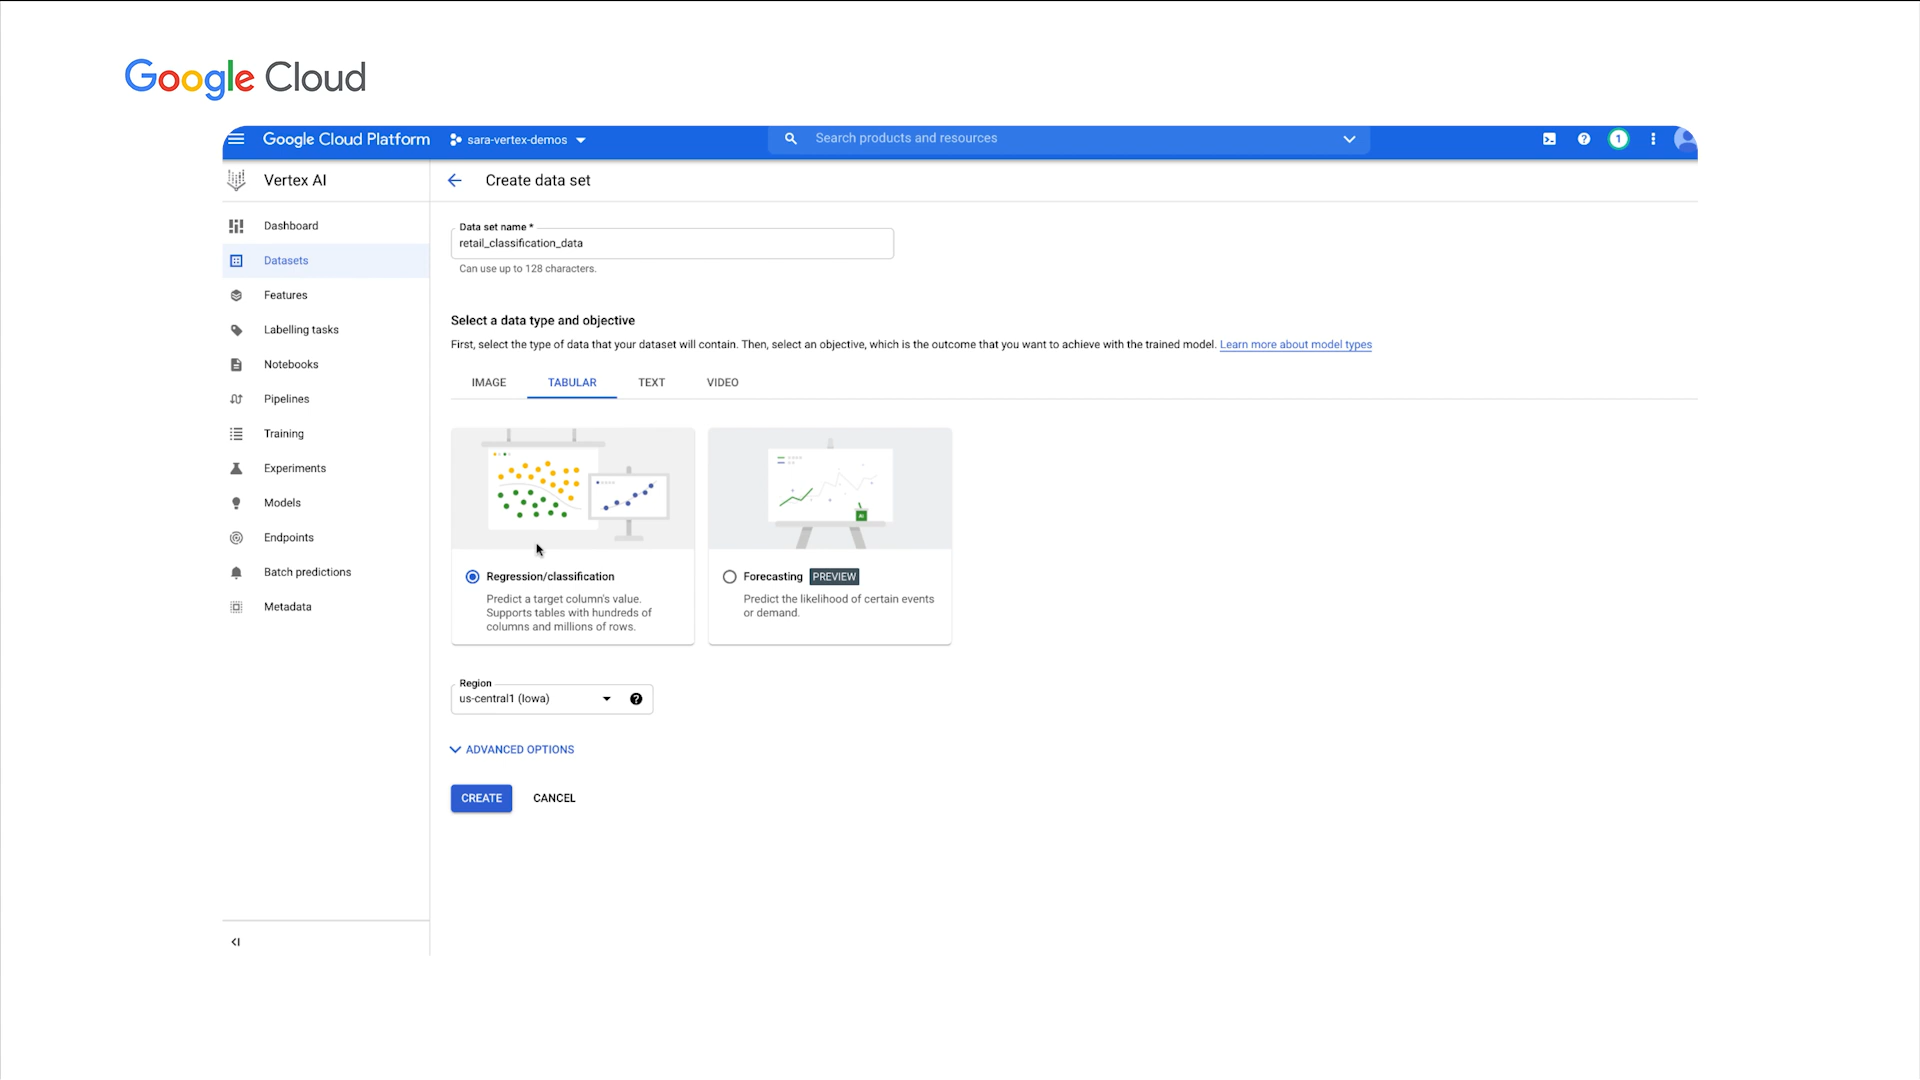 Google Cloud
Google Cloud Platform
sara-vertex-demos
Search products and resources
1
Vertex AI
Create data set
Dashboard
Datasets
Features
Labelling tasks
Notebooks
Pipelines
Training
Experiments
Models
Endpoints
Batch predictions
Metadata
Data set name *
retail_classification_data
Can use up to 128 characters.
Select a data type and objective
First, select the type of data that your dataset will contain. Then, select an objective, which is the outcome that you want to achieve with the trained model. Learn more about model types
IMAGE
TABULAR
TEXT
VIDEO
Regression/classification
Predict a target column's value.
Supports tables with hundreds of
columns and millions of rows.
AI
Forecasting PREVIEW
Predict the likelihood of certain events
or demand.
Region
us-central1 (Iowa)
ADVANCED OPTIONS
CREATE
CANCEL